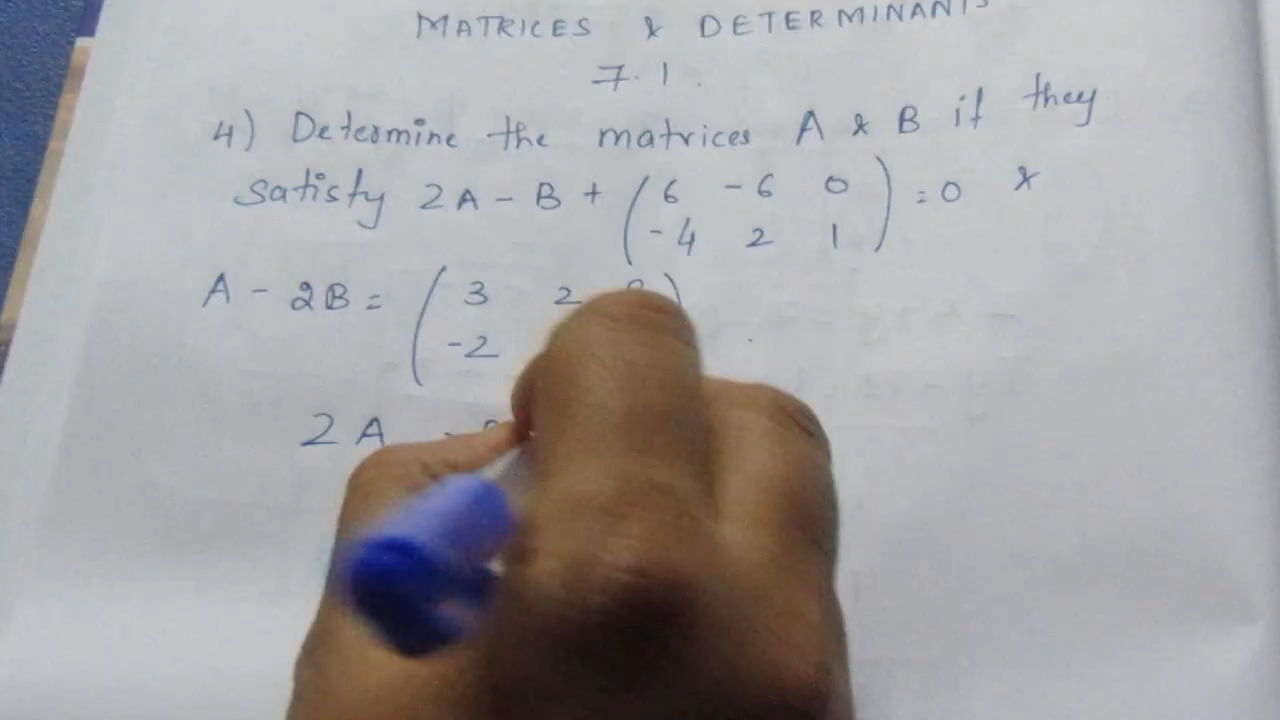 MATRICES & DETERMINANTS
7.1.
4) Determine the matrices A & B if they
satisfy 2A - B + ( 6 -6 0 ) = 0 &
-4 2 1
A - 2B = ( 3 2
-2
2A -